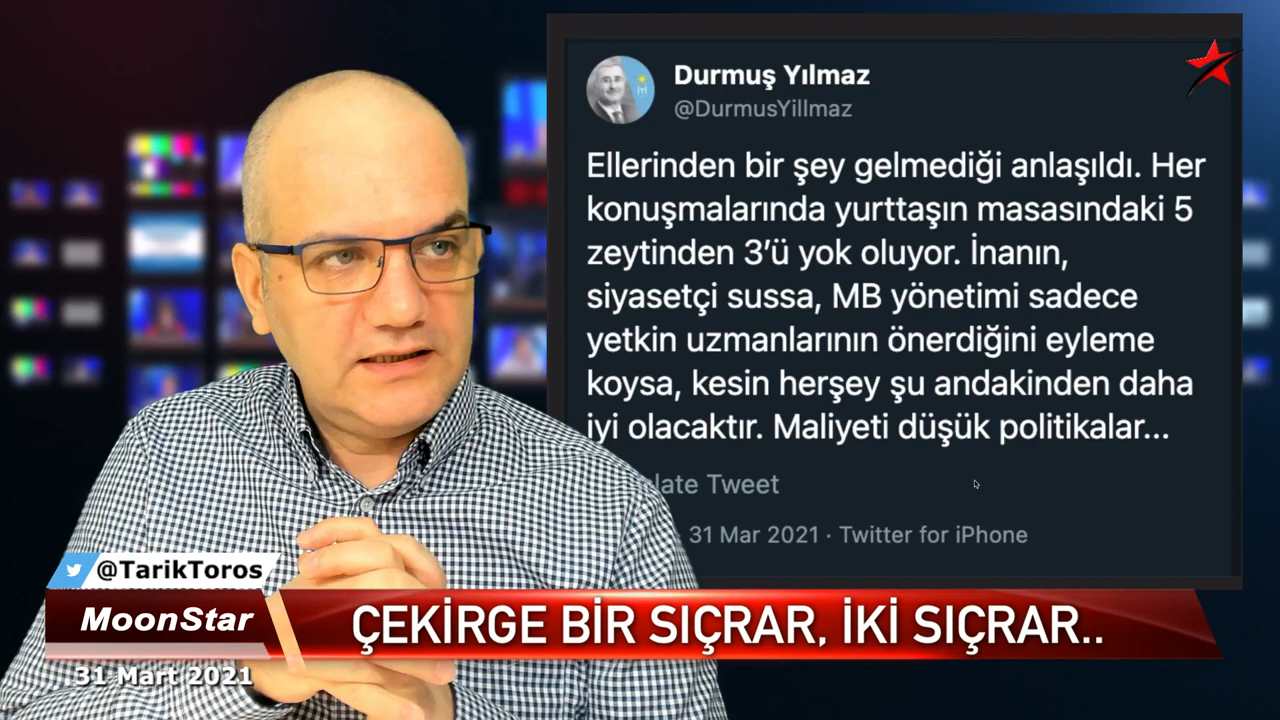 Durmuş Yılmaz
@DurmusYillmaz
Ellerinden bir şey gelmediği anlaşıldı. Her
konuşmalarında yurttaşın masasındaki 5
zeytinden 3'ü yok oluyor. İnanın,
siyasetçi sussa, MB yönetimi sadece
yetkin uzmanlarının önerdiğini eyleme
koysa, kesin herşey şu andakinden daha
iyi olacaktır. Maliyeti düşük politikalar...
Tweet
31 Mar 2021 · Twitter for iPhone
@TarikToros
MoonStar
ÇEKİRGE BİR SIÇRAR, İKİ SIÇRAR..
31 Mart 2021